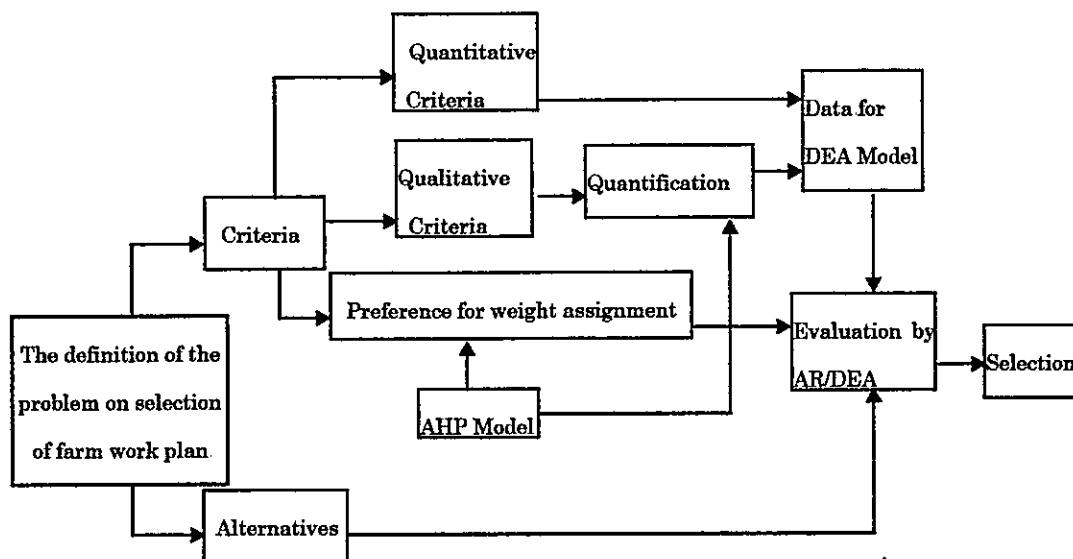 Quantitative
Criteria
Data for
DEA Model
Qualitative
Criteria
Quantification
Criteria
Preference for weight assignment
The definition of the
problem on selection
of farm work plan
AHP Model
Evaluation by
AR/DEA
Selection
Alternatives